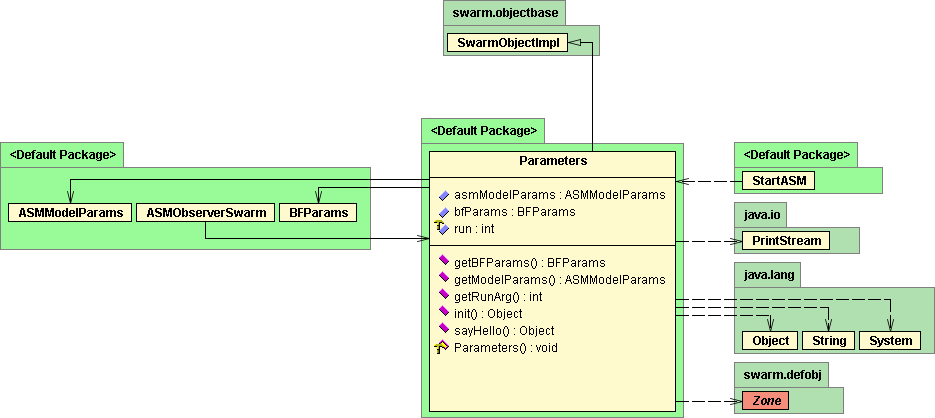 swarm.objectbase
SwarmObjectImpl
<Default Package>
ASMModelParams
ASMObserverSwarm
BFParams
<Default Package>
Parameters
asmModelParams : ASMModelParams
bfParams : BFParams
run : int
getBFParams() : BFParams
getModelParams() : ASMModelParams
getRunArg() : int
init() : Object
sayHello() : Object
Parameters() : void
<Default Package>
StartASM
java.io
PrintStream
java.lang
Object
String
System
swarm.defobj
Zone